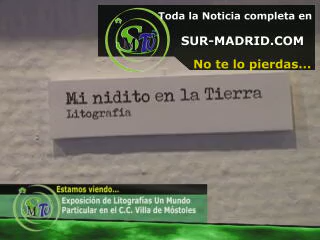 Toda la Noticia completa en
SUR-MADRID.COM
No te lo pierdas...
Mi nidito en la Tierra
Litografía
Estamos viendo...
Exposición de Litografías Un Mundo
Particular en el C.C. Villa de Móstoles